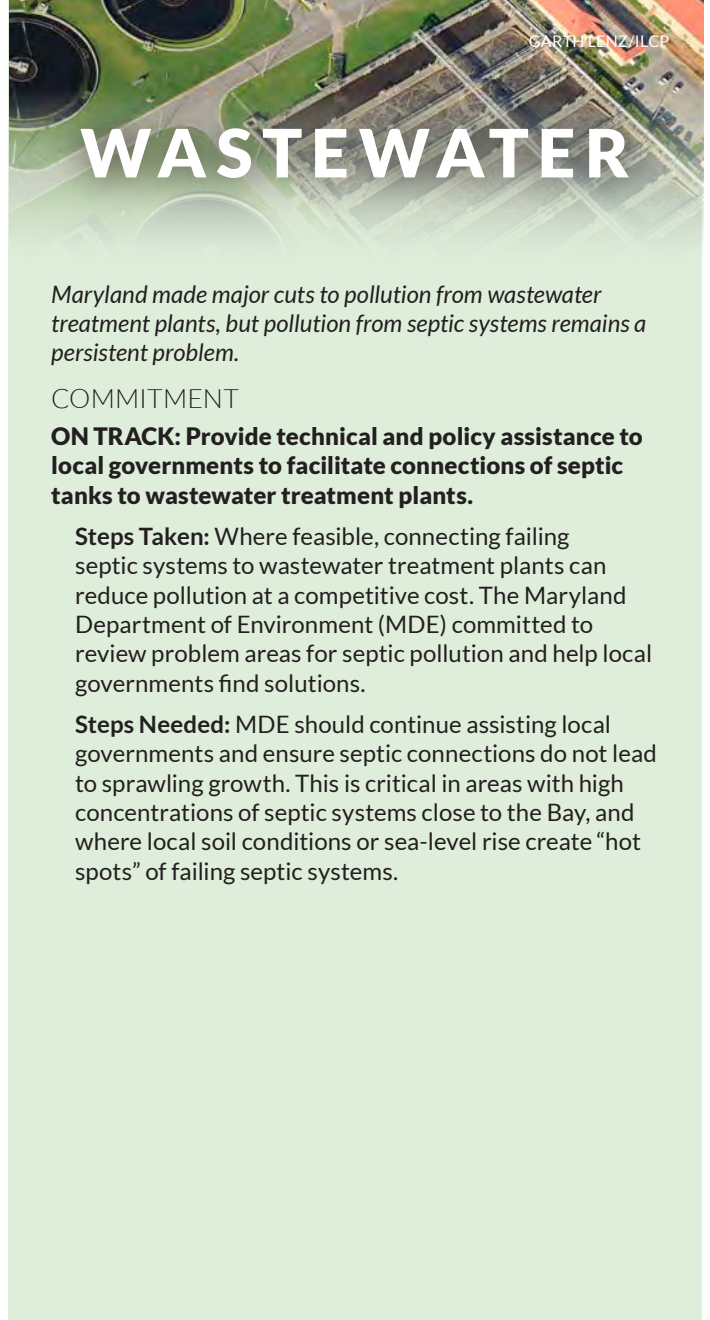 GARTH LENZ/ILCP
WASTEWATER
Maryland made major cuts to pollution from wastewater
treatment plants, but pollution from septic systems remains a
persistent problem.
COMMITMENT
ON TRACK: Provide technical and policy assistance to
local governments to facilitate connections of septic
tanks to wastewater treatment plants.
Steps Taken: Where feasible, connecting failing
septic systems to wastewater treatment plants can
reduce pollution at a competitive cost. The Maryland
Department of Environment (MDE) committed to
review problem areas for septic pollution and help local
governments find solutions.
Steps Needed: MDE should continue assisting local
governments and ensure septic connections do not lead
to sprawling growth. This is critical in areas with high
concentrations of septic systems close to the Bay, and
where local soil conditions or sea-level rise create “hot
spots” of failing septic systems.